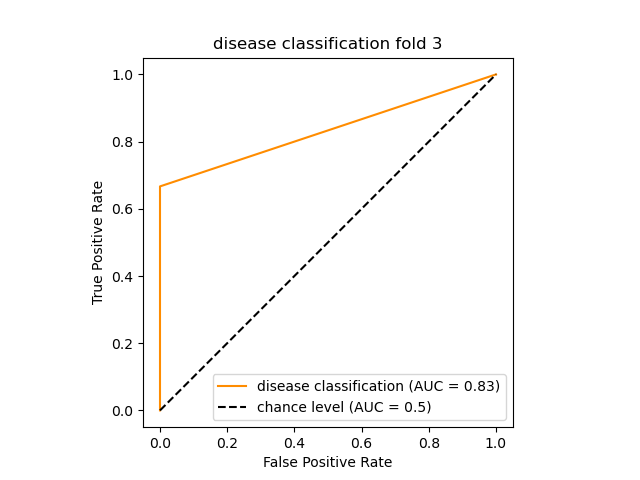 disease classification fold 3
True Positive Rate
1.0
0.8
0.6
0.4
0.2
0.0
disease classification (AUC = 0.83)
chance level (AUC = 0.5)
0.0 0.2 0.4 0.6 0.8 1.0
False Positive Rate